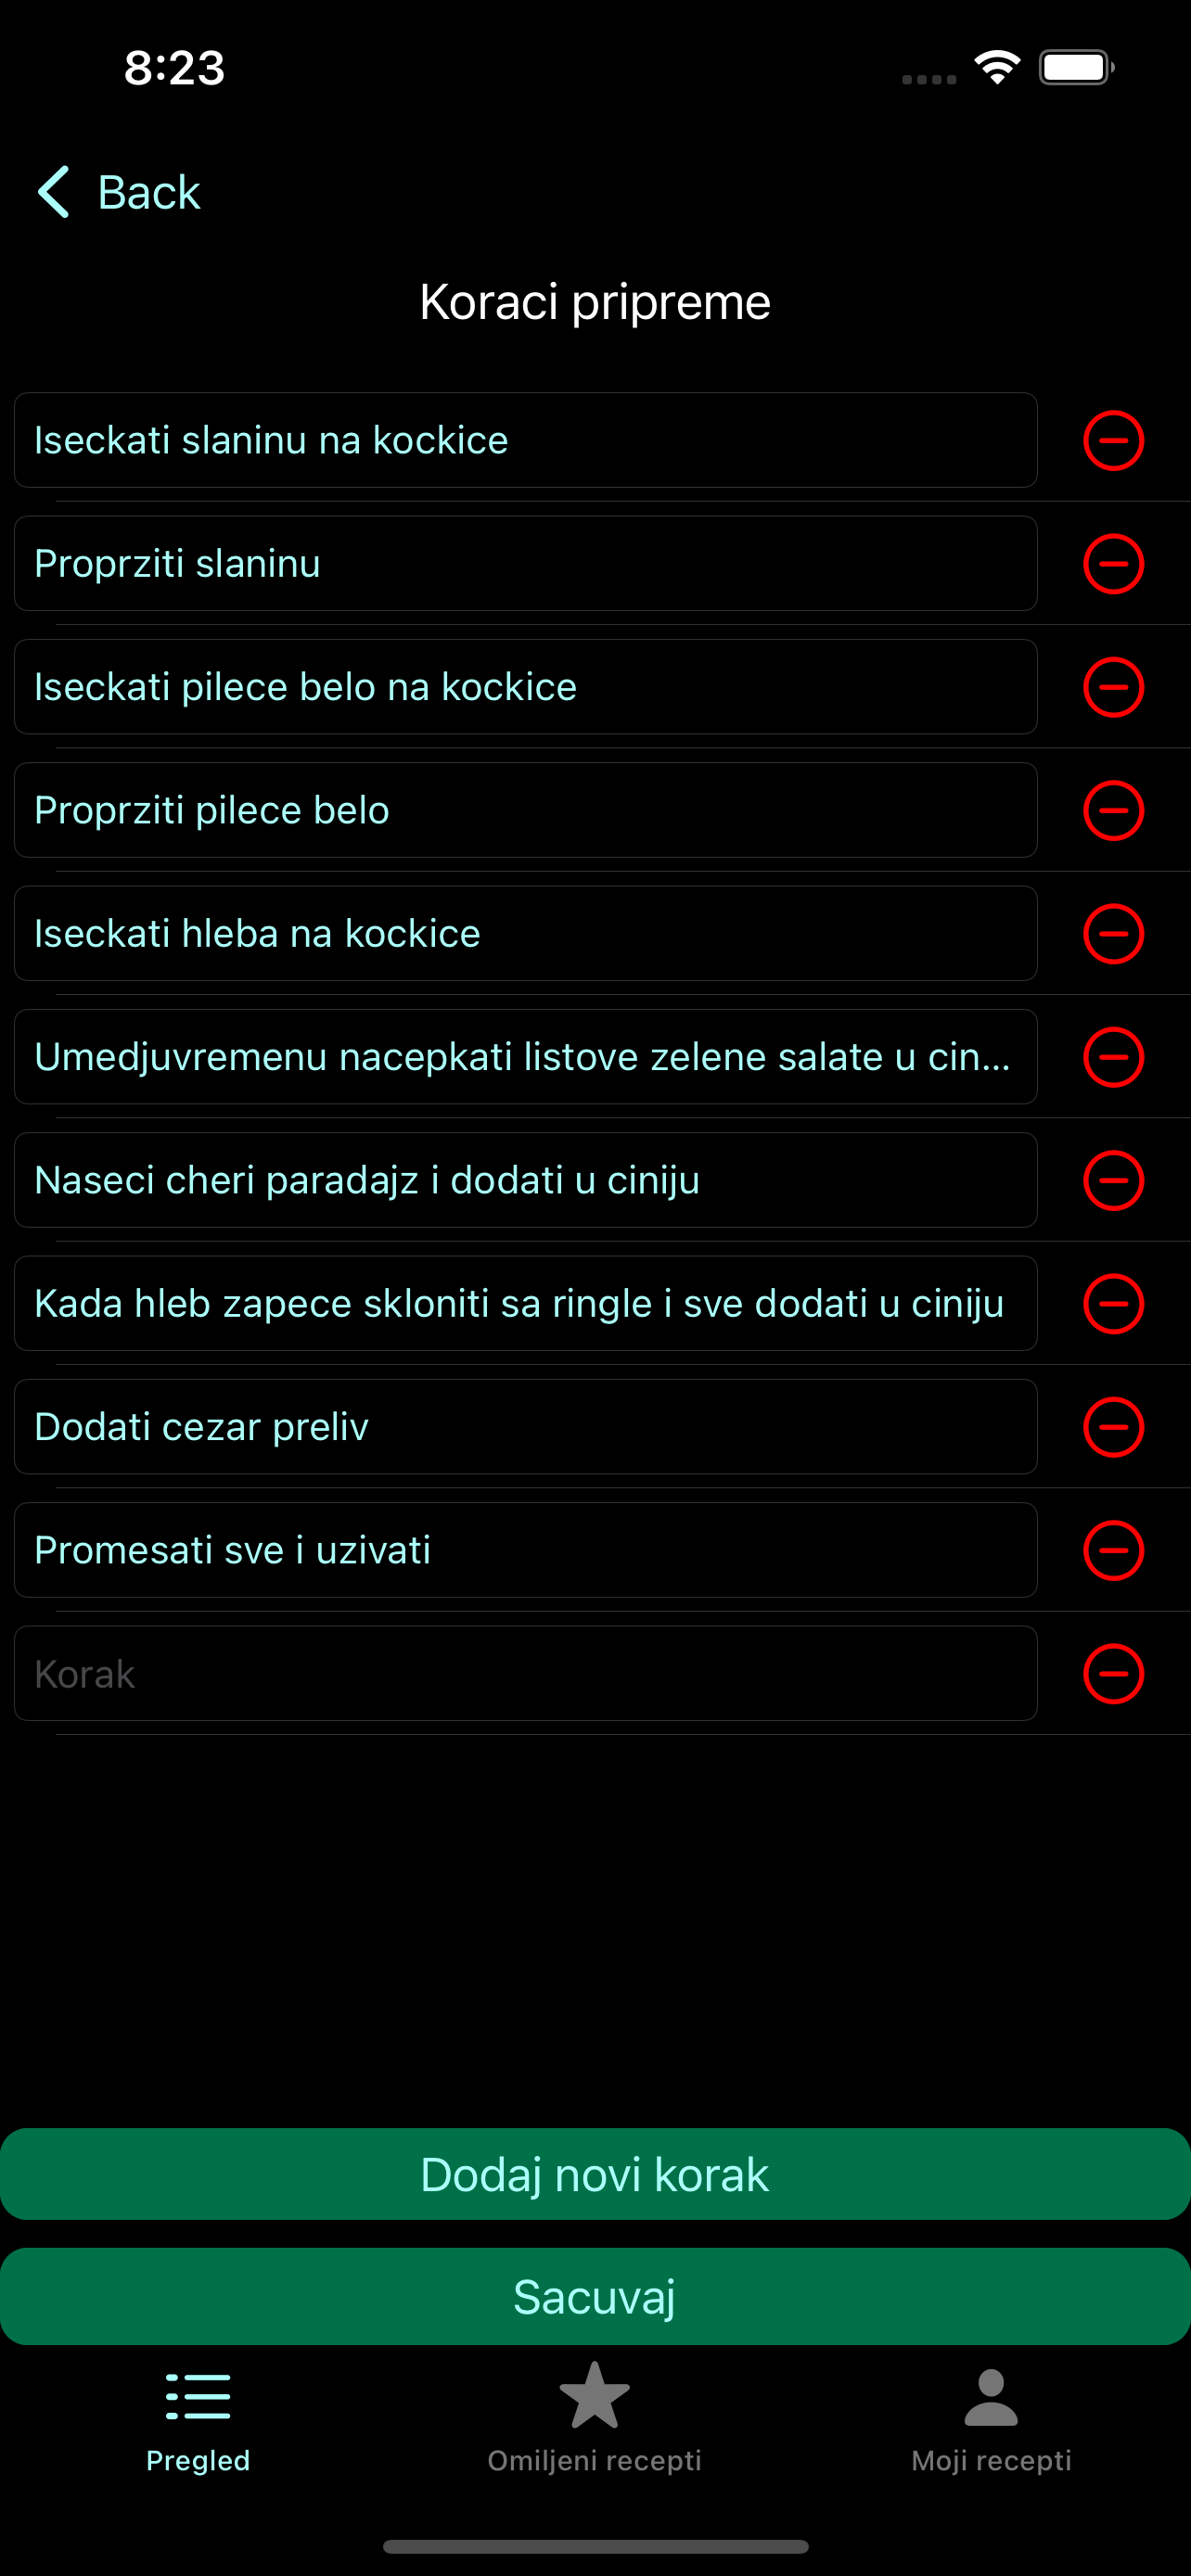 8:23
Back
Koraci pripreme
Iseckati slaninu na kockice
Proprziti slaninu
Iseckati pilece belo na kockice
Proprziti pilece belo
Iseckati hleba na kockice
Umedjuvremenu nacepkati listove zelene salate u cin...
Naseci cheri paradajz i dodati u ciniju
Kada hleb zapece skloniti sa ringle i sve dodati u ciniju
Dodati cezar preliv
Promesati sve i uzivati
Korak
Dodaj novi korak
Sacuvaj
Pregled
Omiljeni recepti
Moji recepti